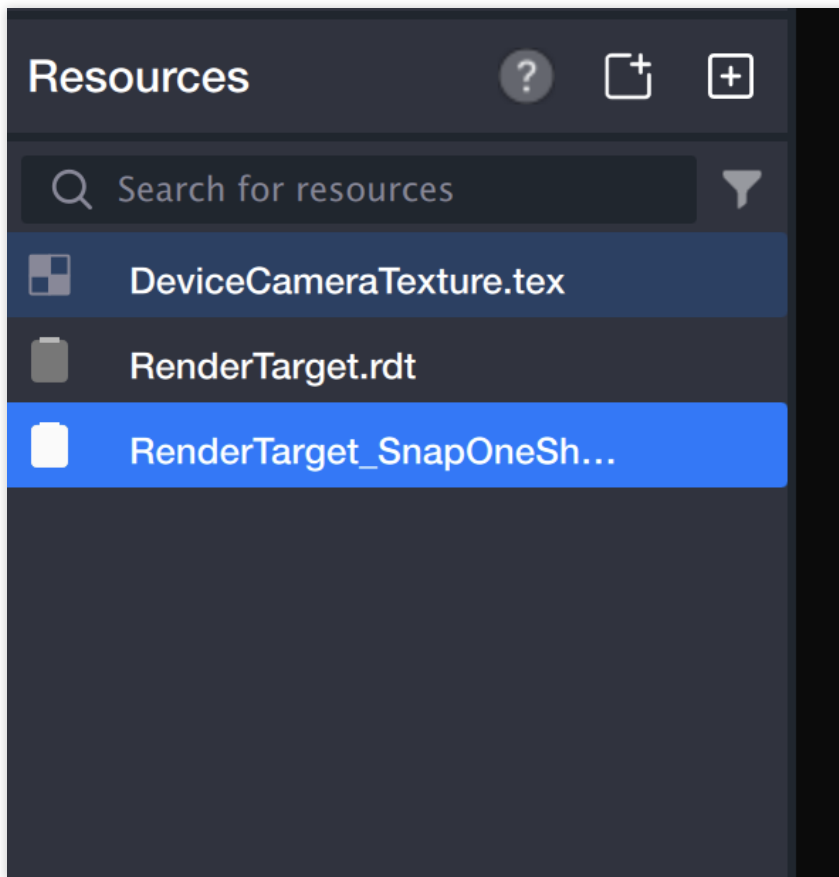 Resources
?
Search for resources
DeviceCameraTexture.tex
RenderTarget.rdt
RenderTarget_SnapOneSh...